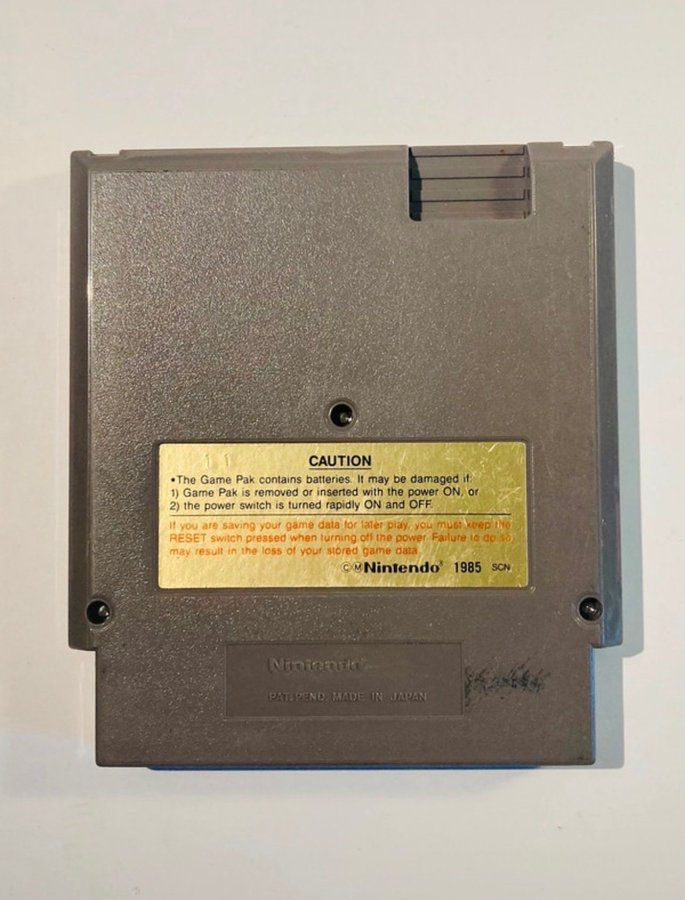 11
CAUTION
•The Game Pak contains batteries. It may be damaged if:
1) Game Pak is removed or inserted with the power ON, or
2) the power switch is turned rapidly ON and OFF.
If you are saving your game data for later play, you must keep the
RESET switch pressed when turning off the power. Failure to do so
may result in the loss of your stored game data.
©Ⓜ Nintendo® 1985 SCN
Nintendo®
PAT. PEND. MADE IN JAPAN